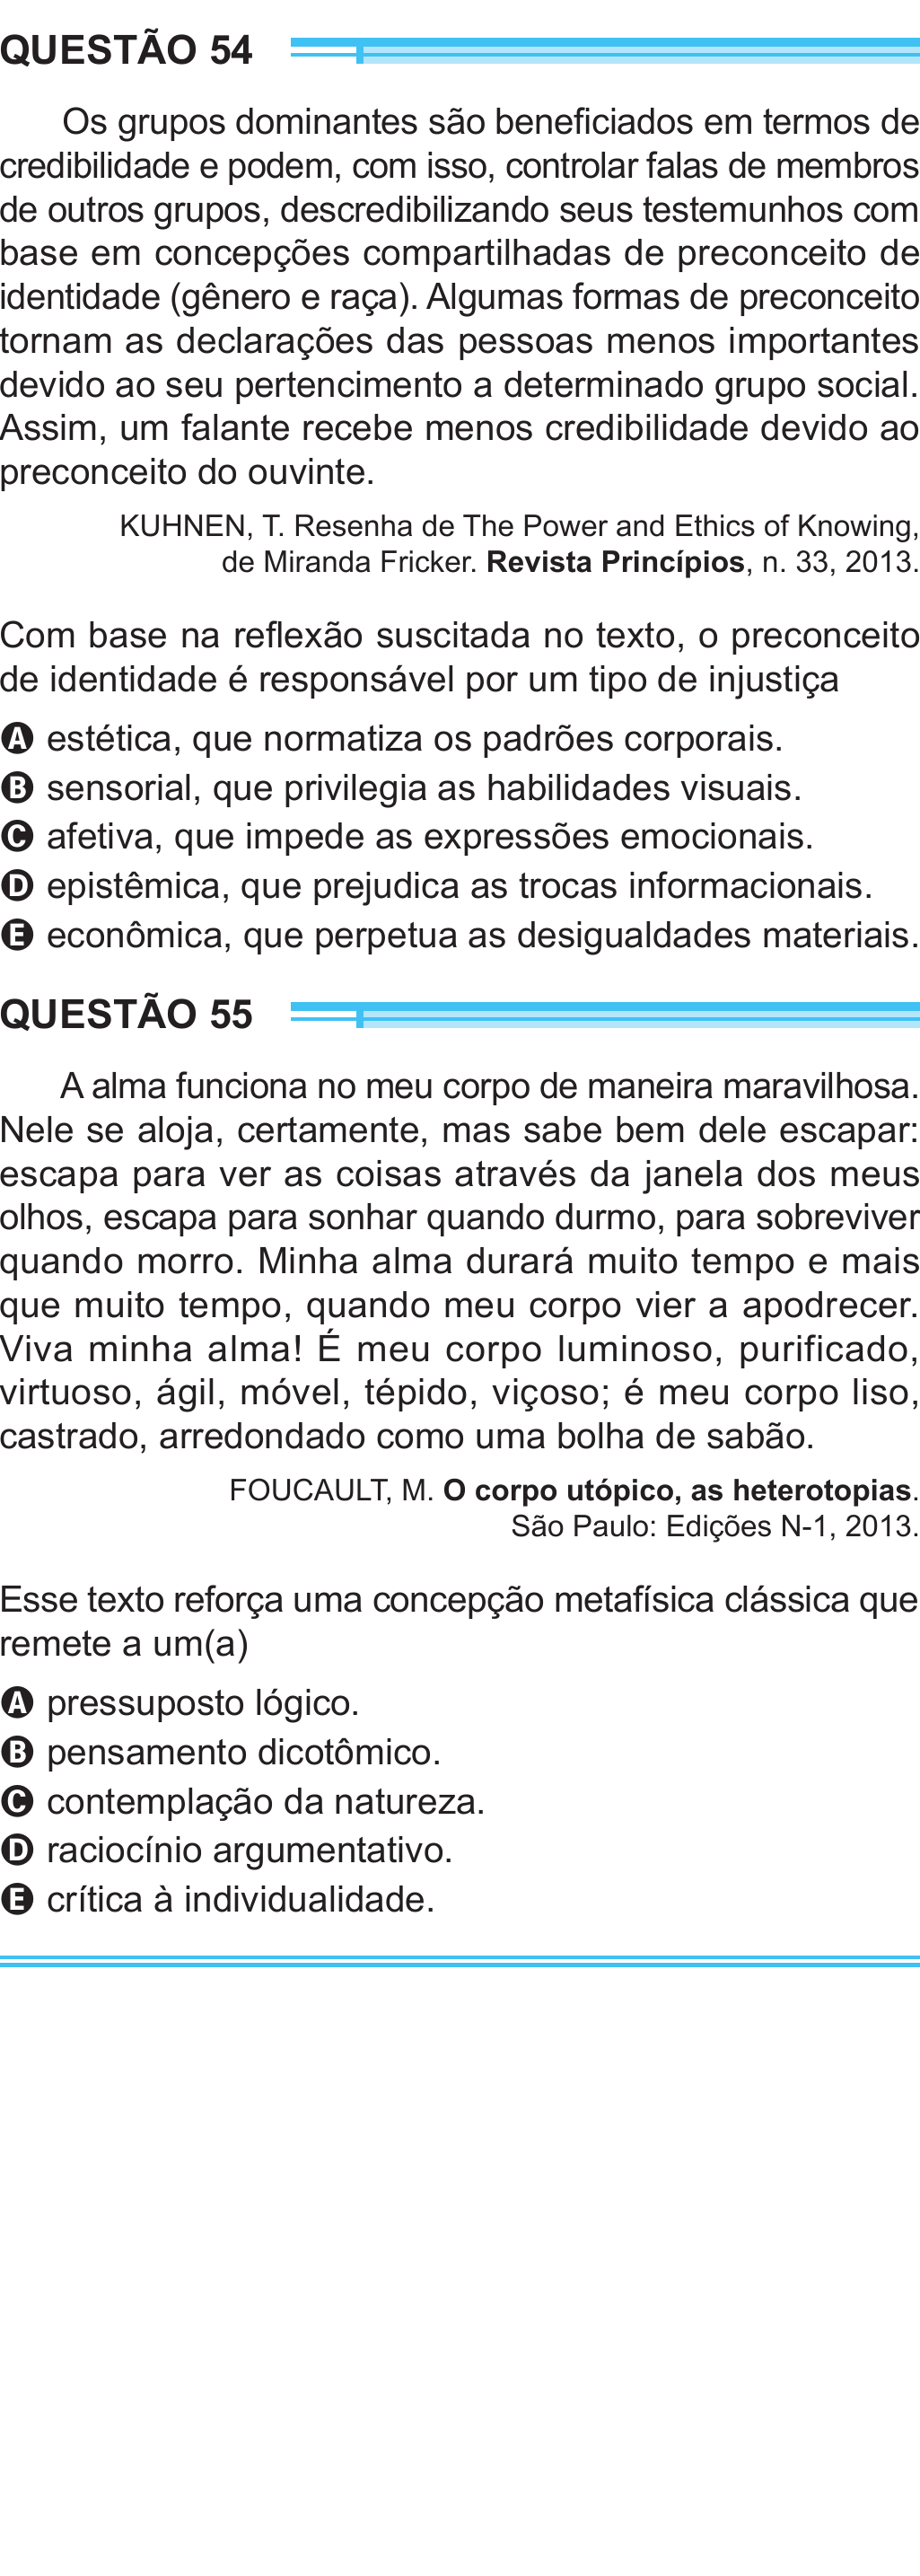 QUESTÃO 54
Os grupos dominantes são beneficiados em termos de
credibilidade e podem, com isso, controlar falas de membros
de outros grupos, descredibilizando seus testemunhos com
base em concepções compartilhadas de preconceito de
identidade (gênero e raça). Algumas formas de preconceito
tornam as declarações das pessoas menos importantes
devido ao seu pertencimento a determinado grupo social.
Assim, um falante recebe menos credibilidade devido ao
preconceito do ouvinte.
KUHNEN, T. Resenha de The Power and Ethics of Knowing,
de Miranda Fricker. Revista Princípios, n. 33, 2013.
Com base na reflexão suscitada no texto, o preconceito
de identidade é responsável por um tipo de injustiça
A estética, que normatiza os padrões corporais.
B sensorial, que privilegia as habilidades visuais.
C afetiva, que impede as expressões emocionais.
D epistêmica, que prejudica as trocas informacionais.
E econômica, que perpetua as desigualdades materiais.
QUESTÃO 55
A alma funciona no meu corpo de maneira maravilhosa.
Nele se aloja, certamente, mas sabe bem dele escapar:
escapa para ver as coisas através da janela dos meus
olhos, escapa para sonhar quando durmo, para sobreviver
quando morro. Minha alma durará muito tempo e mais
que muito tempo, quando meu corpo vier a apodrecer.
Viva minha alma! É meu corpo luminoso, purificado,
virtuoso, ágil, móvel, tépido, viçoso; é meu corpo liso,
castrado, arredondado como uma bolha de sabão.
FOUCAULT, M. O corpo utópico, as heterotopias.
São Paulo: Edições N-1, 2013.
Esse texto reforça uma concepção metafísica clássica que
remete a um(a)
A pressuposto lógico.
B pensamento dicotômico.
C contemplação da natureza.
D raciocínio argumentativo.
E crítica à individualidade.